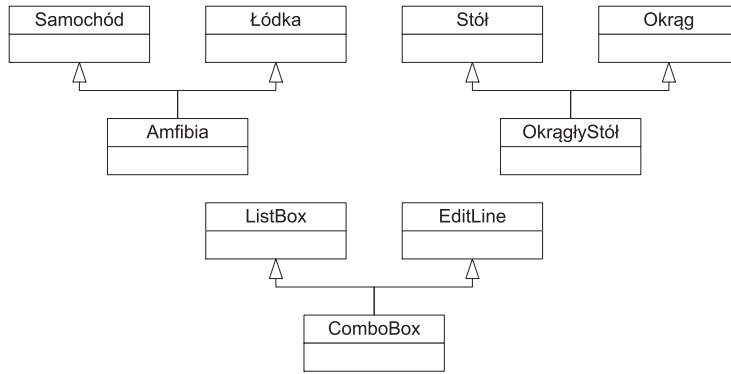 Samochód
Łódka
Stół
Okrąg
Amfibia
OkrągłyStół
ListBox
EditLine
ComboBox